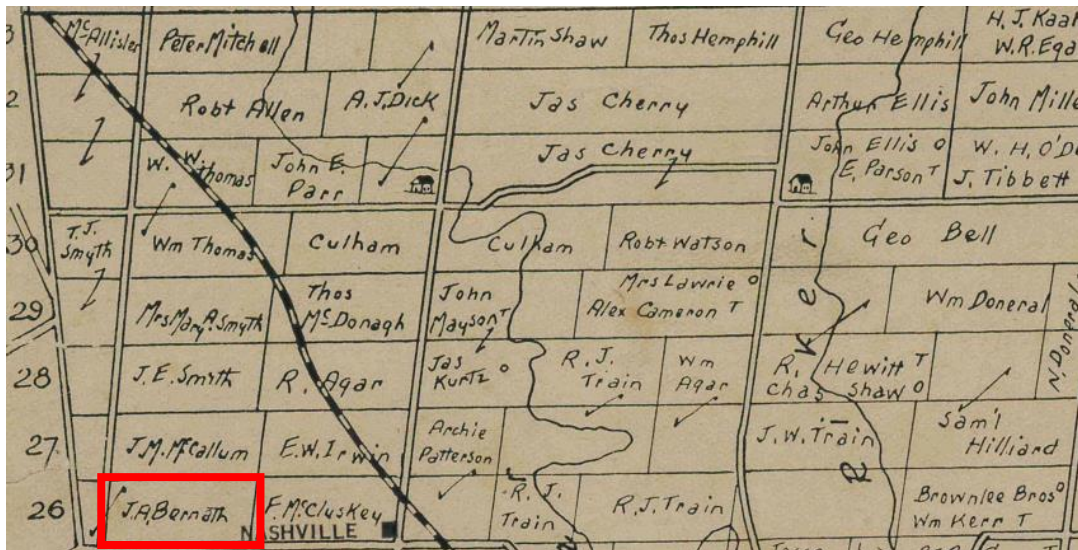 McAllisler
Peter Mitchell
Martin Shaw
Thos Hemphill
Geo Hemphill
H. J. Kaa
W. R. Ega
Robt Allen
A. J. Dick
Jas Cherry
Arthur Ellis
John Mille
W. W. Thomas
John E.
Parr
Jas Cherry
John Ellis O
E. Parson T
W. H. O'D
J. Tibbett
31
30
T. J.
Smyth
Wm Thomas
Culham
Culham
Robt Watson
Geo Bell
29
Mrs Mary A. Smyth
Thos
McDonagh
John
Mayson T
Mrs Lawrie O
Alex Cameron T
Wm Doneral
28
J. E. Smyth
R. Agar
Jas
Kurtz O
R. J.
Train
Wm
Agar
R. Hewitt T
Chas Shaw O
27
J. M. McCallum
E. W. Irwin
Archie
Patterson
J. W. Train
Sam'l
Hilliard
26
J. A. Bernath
F. McCluskey
NASHVILLE
R. J.
Train
R. J. Train
Brownlee Bros O
Wm Kerr T